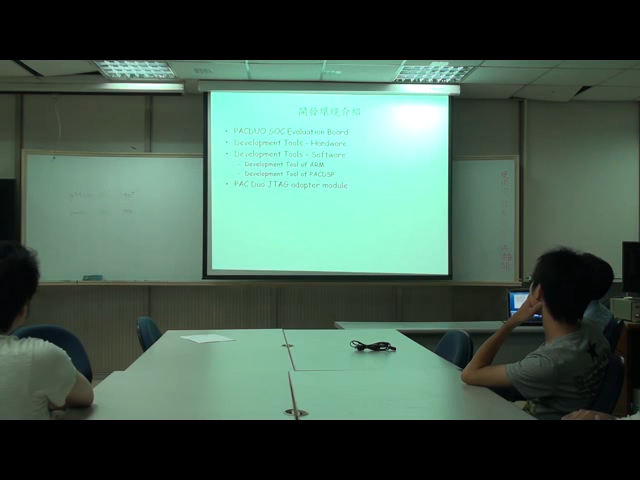 開發環境介紹
• PACDUO SOC Evaluation Board
• Development Tools – Hardware
• Development Tools – Software
– Development Tool of ARM
– Development Tool of PACDSP
• PAC Duo JTAG adapter module